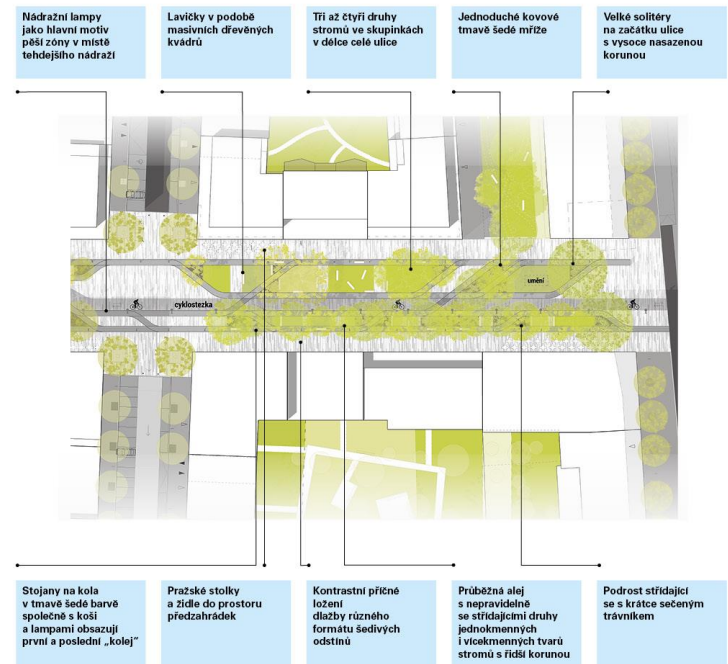 Nádražní lampy
jako hlavní motiv
pěší zóny v místě
tehdejšího nádraží
Lavičky v podobě
masivních dřevěných
kvádrů
Tři až čtyři druhy
stromů ve skupinkách
v délce celé ulice
Jednoduché kovové
tmavě šedé mříže
Velké solitéry
na začátku ulice
s vysoce nasazenou
korunou
umění
cyklostezka
Stojany na kola
v tmavě šedé barvě
společně s koši
a lampami obsazují
první a poslední „kolej"
Pražské stolky
a židle do prostoru
předzahrádek
Kontrastní příčné
ložení
dlažby různého
formátu šedivých
odstínů
Průběžná alej
s nepravidelně
se střídajícími druhy
jednokmenných
i vícekmenných tvarů
stromů s řidší korunou
Podrost střídající
se s krátce sečeným
trávníkem